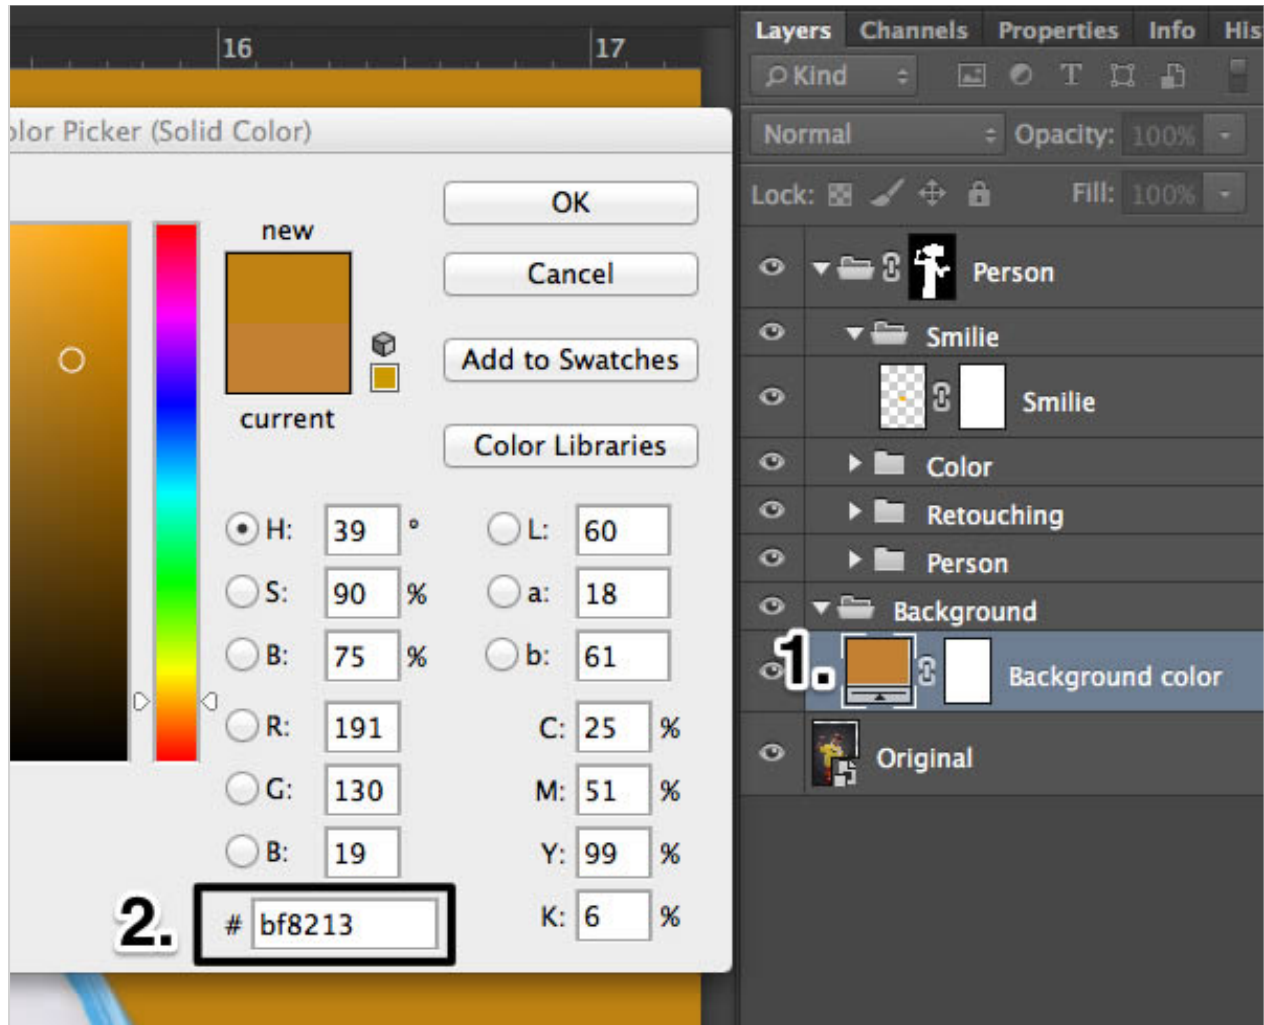 16
17
olor Picker (Solid Color)
new
current
OK
Cancel
Add to Swatches
Color Libraries
H: 39 °
S: 90 %
B: 75 %
R: 191
G: 130
B: 19
L: 60
a: 18
b: 61
C: 25 %
M: 51 %
Y: 99 %
K: 6 %
2.
# bf8213
Layers Channels Properties Info His
Kind
T
Normal Opacity: 100%
Lock: Fill: 100%
Person
Smilie
Smilie
Color
Retouching
Person
Background
1.
Background color
Original